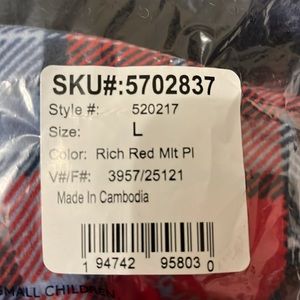 SKU#:5702837
Style #: 520217
Size: L
Color: Rich Red Mlt Pl
V#/F#: 3957/25121
Made In Cambodia
1 94742 95803 0
SMALL CHILDREN